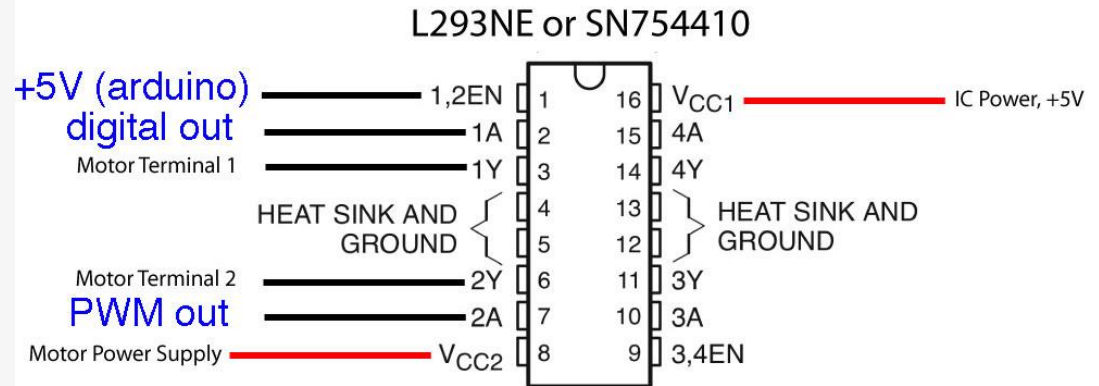 L293NE or SN754410
+5V (arduino) 1,2EN 1 16 VCC1 IC Power, +5V
digital out 1A 2 15 4A
Motor Terminal 1 1Y 3 14 4Y
HEAT SINK AND 4 13 HEAT SINK AND
GROUND 5 12 GROUND
Motor Terminal 2 2Y 6 11 3Y
PWM out 2A 7 10 3A
Motor Power Supply VCC2 8 9 3,4EN